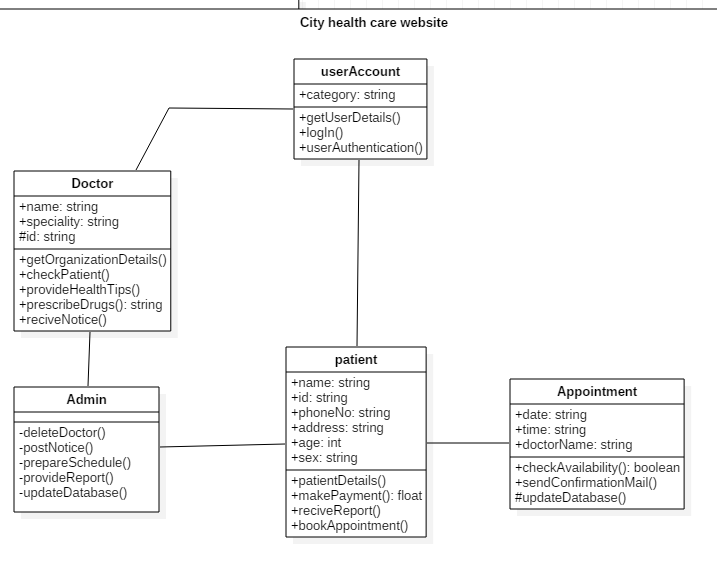 City health care website
userAccount
+category: string
+getUserDetails()
+logIn()
+userAuthentication()
Doctor
+name: string
+speciality: string
#id: string
+getOrganizationDetails()
+checkPatient()
+provideHealthTips()
+prescribeDrugs(): string
+reciveNotice()
Admin
-deleteDoctor()
-postNotice()
-prepareSchedule()
-provideReport()
-updateDatabase()
patient
+name: string
+id: string
+phoneNo: string
+address: string
+age: int
+sex: string
+patientDetails()
+makePayment(): float
+reciveReport()
+bookAppointment()
Appointment
+date: string
+time: string
+doctorName: string
+checkAvailability(): boolean
+sendConfirmationMail()
#updateDatabase()